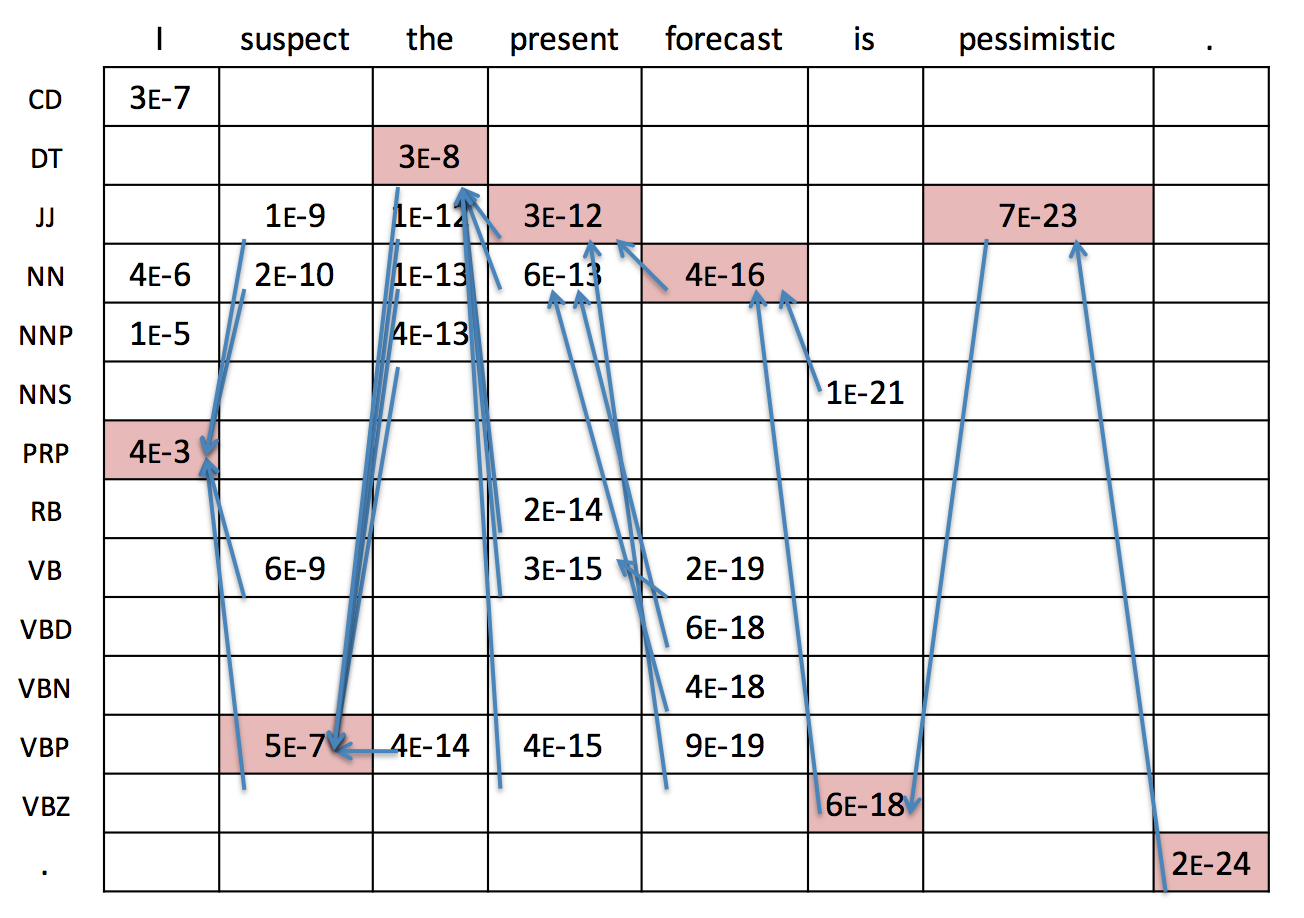 I suspect the present forecast is pessimistic .
CD 3E-7
DT 3E-8
JJ 1E-9 1E-12 3E-12 7E-23
NN 4E-6 2E-10 1E-13 6E-13 4E-16
NNP 1E-5 4E-13
NNS 1E-21
PRP 4E-3
RB 2E-14
VB 6E-9 3E-15 2E-19
VBD 6E-18
VBN 4E-18
VBP 5E-7 4E-14 4E-15 9E-19
VBZ 6E-18
. 2E-24